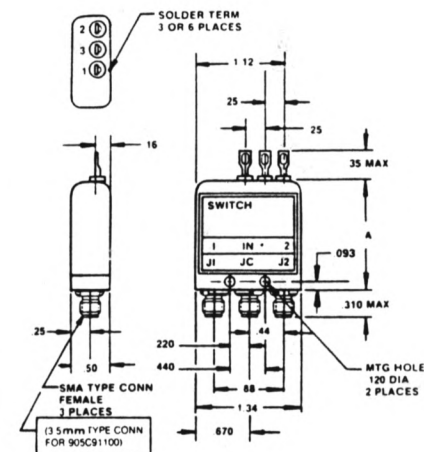 SOLDER TERM
3 OR 6 PLACES
2
3
1
1 12
25
25
16
35 MAX
SWITCH
A
1 IN · 2
J1 JC J2
093
.310 MAX
.25
.44
220
440
50
88
MTG HOLE
120 DIA
2 PLACES
SMA TYPE CONN
FEMALE
3 PLACES
1.34
(3 5mm TYPE CONN
FOR 905C91100)
670